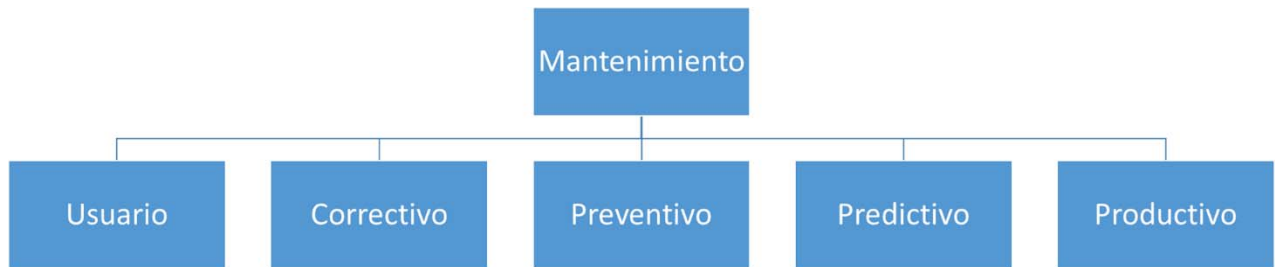 Mantenimiento
Usuario
Correctivo
Preventivo
Predictivo
Productivo